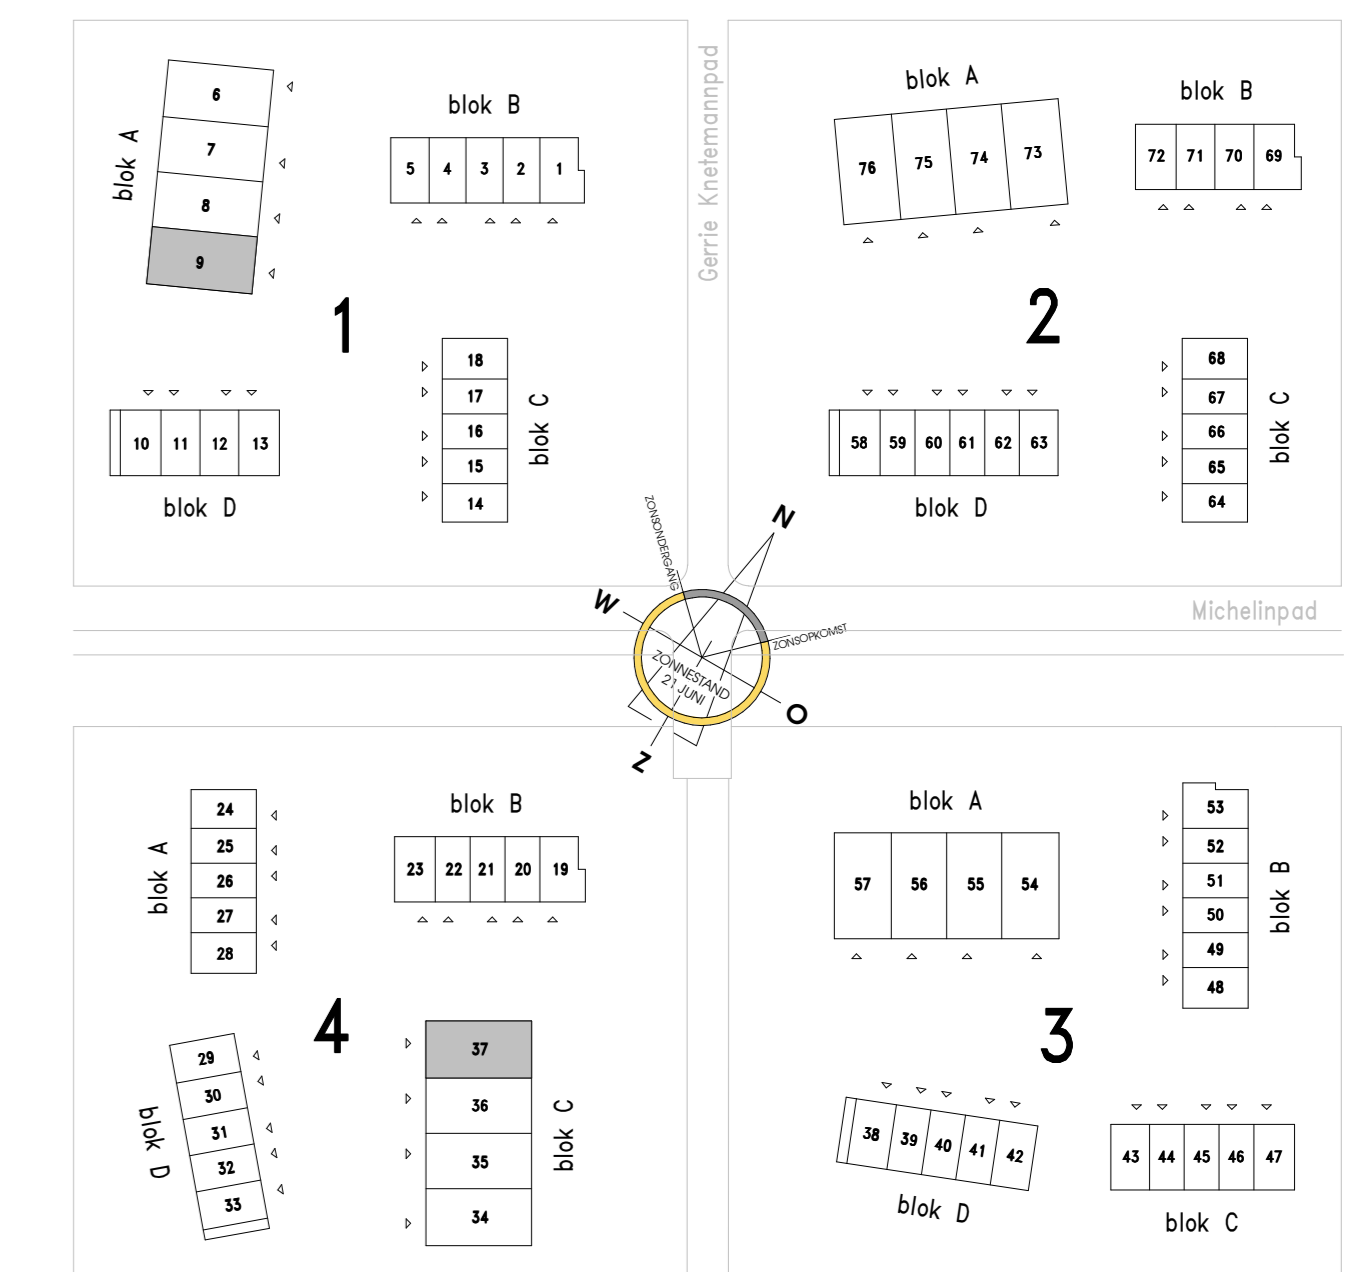 blok A
6
7
8
9
blok B
5 4 3 2 1
1
18
17
16
15
14
blok C
10 11 12 13
blok D
Gerrie Knetemannpad
blok A
76 75 74 73
blok B
72 71 70 69
2
68
67
66
65
64
blok C
58 59 60 61 62 63
blok D
Michelinpad
N
ZONSONDERGANG
W
ZONSOPKOMST
ZONNESTAND
21 JUNI
O
Z
blok A
24
25
26
27
28
blok B
23 22 21 20 19
4
29
30
31
32
33
blok D
37
36
35
34
blok C
blok A
57 56 55 54
53
52
51
50
49
48
blok B
3
38 39 40 41 42
blok D
43 44 45 46 47
blok C